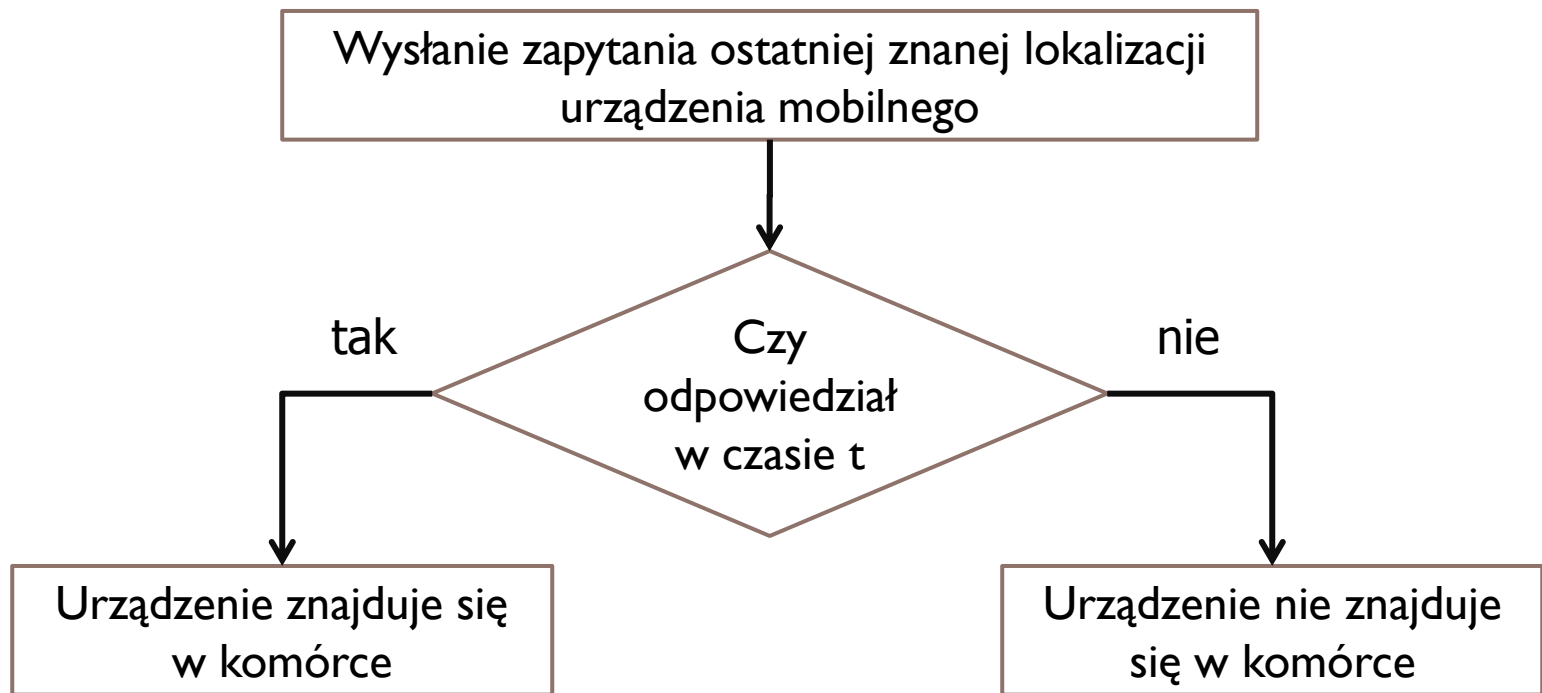 Wysłanie zapytania ostatniej znanej lokalizacji
urządzenia mobilnego
tak
Czy
nie
odpowiedział
w czasie t
Urządzenie znajduje się
w komórce
Urządzenie nie znajduje
się w komórce